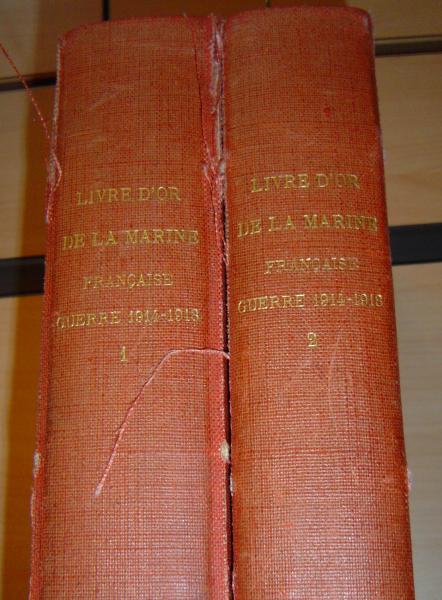 LIVRE D'OR
DE LA MARINE
FRANÇAISE
GUERRE 1914-1918
1
LIVRE D'OR
DE LA MARINE
FRANÇAISE
GUERRE 1914-1918
2